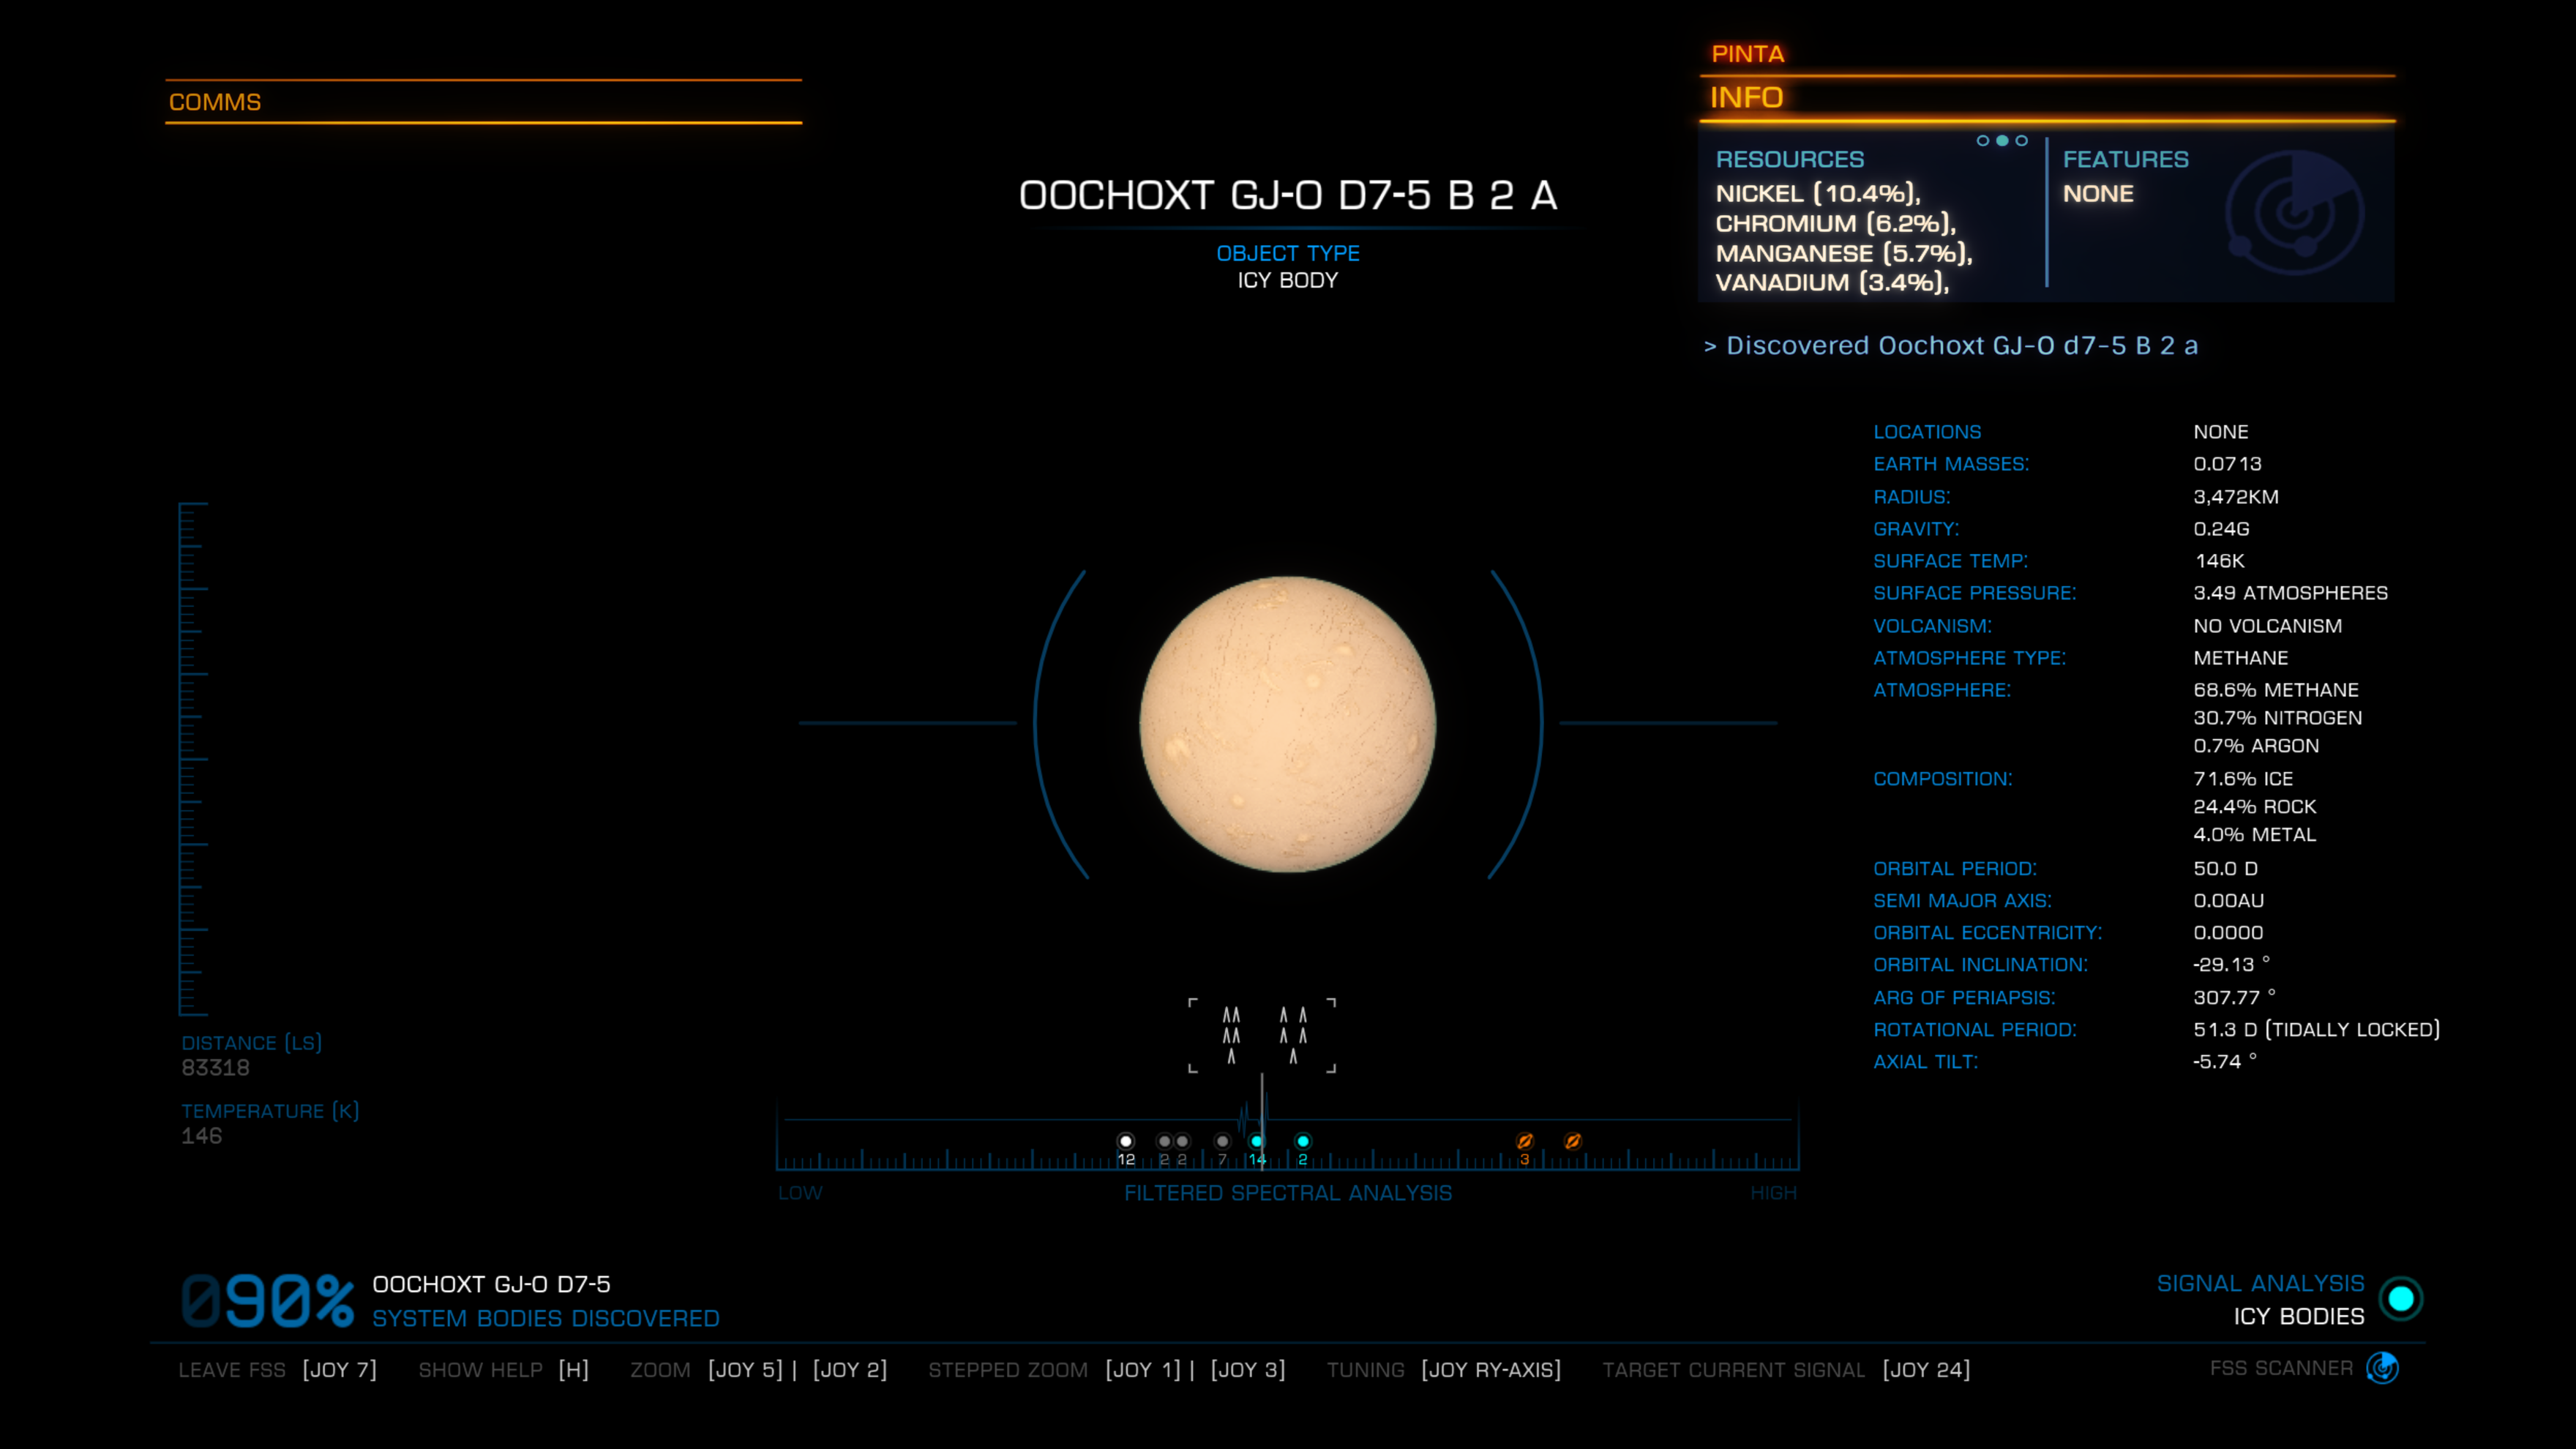 COMMS
PINTA
INFO
RESOURCES
NICKEL (10.4%),
CHROMIUM (6.2%),
MANGANESE (5.7%),
VANADIUM (3.4%),
FEATURES
NONE
OOCHOXT GJ-O D7-5 B 2 A
OBJECT TYPE
ICY BODY
> Discovered Oochoxt GJ-O d7-5 B 2 a
LOCATIONS NONE
EARTH MASSES: 0.0713
RADIUS: 3,472KM
GRAVITY: 0.24G
SURFACE TEMP: 146K
SURFACE PRESSURE: 3.49 ATMOSPHERES
VOLCANISM: NO VOLCANISM
ATMOSPHERE TYPE: METHANE
ATMOSPHERE: 68.6% METHANE
30.7% NITROGEN
0.7% ARGON
COMPOSITION: 71.6% ICE
24.4% ROCK
4.0% METAL
ORBITAL PERIOD: 50.0 D
SEMI MAJOR AXIS: 0.00AU
ORBITAL ECCENTRICITY: 0.0000
ORBITAL INCLINATION: -29.13 °
ARG OF PERIAPSIS: 307.77 °
ROTATIONAL PERIOD: 51.3 D (TIDALLY LOCKED)
AXIAL TILT: -5.74 °
DISTANCE (LS)
83318
TEMPERATURE (K)
146
12 2 2 7 14 2 3
LOW FILTERED SPECTRAL ANALYSIS HIGH
090%
OOCHOXT GJ-O D7-5
SYSTEM BODIES DISCOVERED
SIGNAL ANALYSIS
ICY BODIES
LEAVE FSS [JOY 7] SHOW HELP [H] ZOOM [JOY 5] | [JOY 2] STEPPED ZOOM [JOY 1] | [JOY 3] TUNING [JOY RY-AXIS] TARGET CURRENT SIGNAL [JOY 24] FSS SCANNER